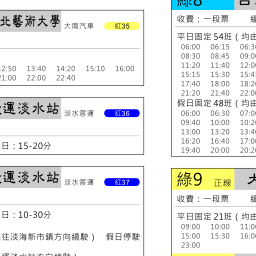 北藝術大學 大南汽車 紅35
12:50 13:40 14:20 15:10 16:00
21:00 22:00 22:40
運淡水站 淡水客運 紅36
日：15-20分
運淡水站 淡水客運 紅37
日：10-30分
往淡海新市鎮方向繞駛） 假日停駛
收費：一段票
平日固定54班（均由
06:00 06:15 06:30
08:30 08:45 09:00
11:20 11:40 12:00
15:15 15:30 15:45
17:40 18:00 18:20
21:20 21:40 22:00
假日固定48班（均由
06:00 06:30 07:00
09:40 10:00 10:20
13:00 13:20 13:40
16:20 16:40 17:00
19:40 20:00 20:20
綠9 正線
收費：一段票
平日固定21班（均由
09:00 10:00 11:00
15:00 15:30 16:00
23:00